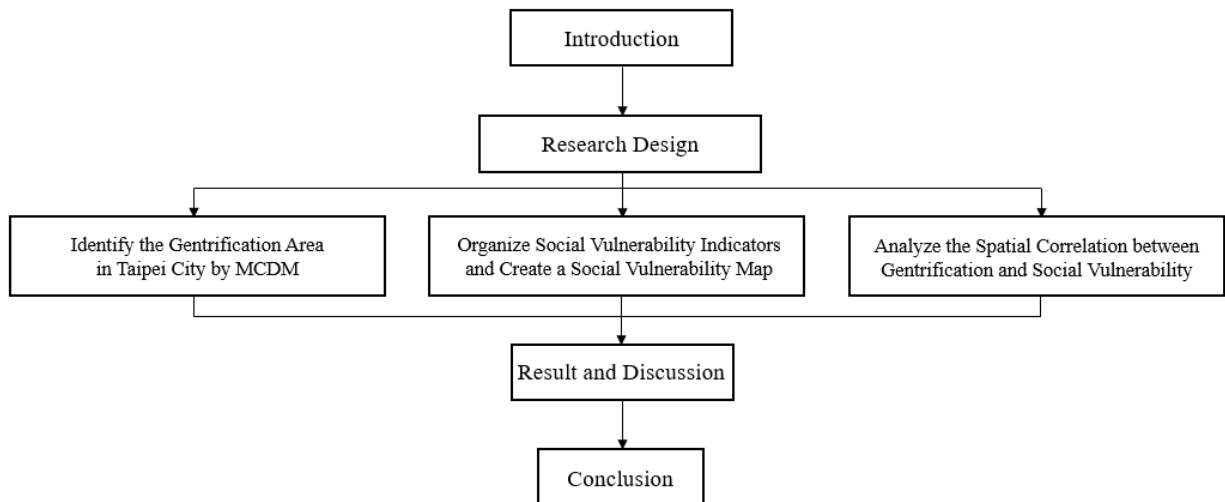 Introduction
Research Design
Identify the Gentrification Area
in Taipei City by MCDM
Organize Social Vulnerability Indicators
and Create a Social Vulnerability Map
Analyze the Spatial Correlation between
Gentrification and Social Vulnerability
Result and Discussion
Conclusion